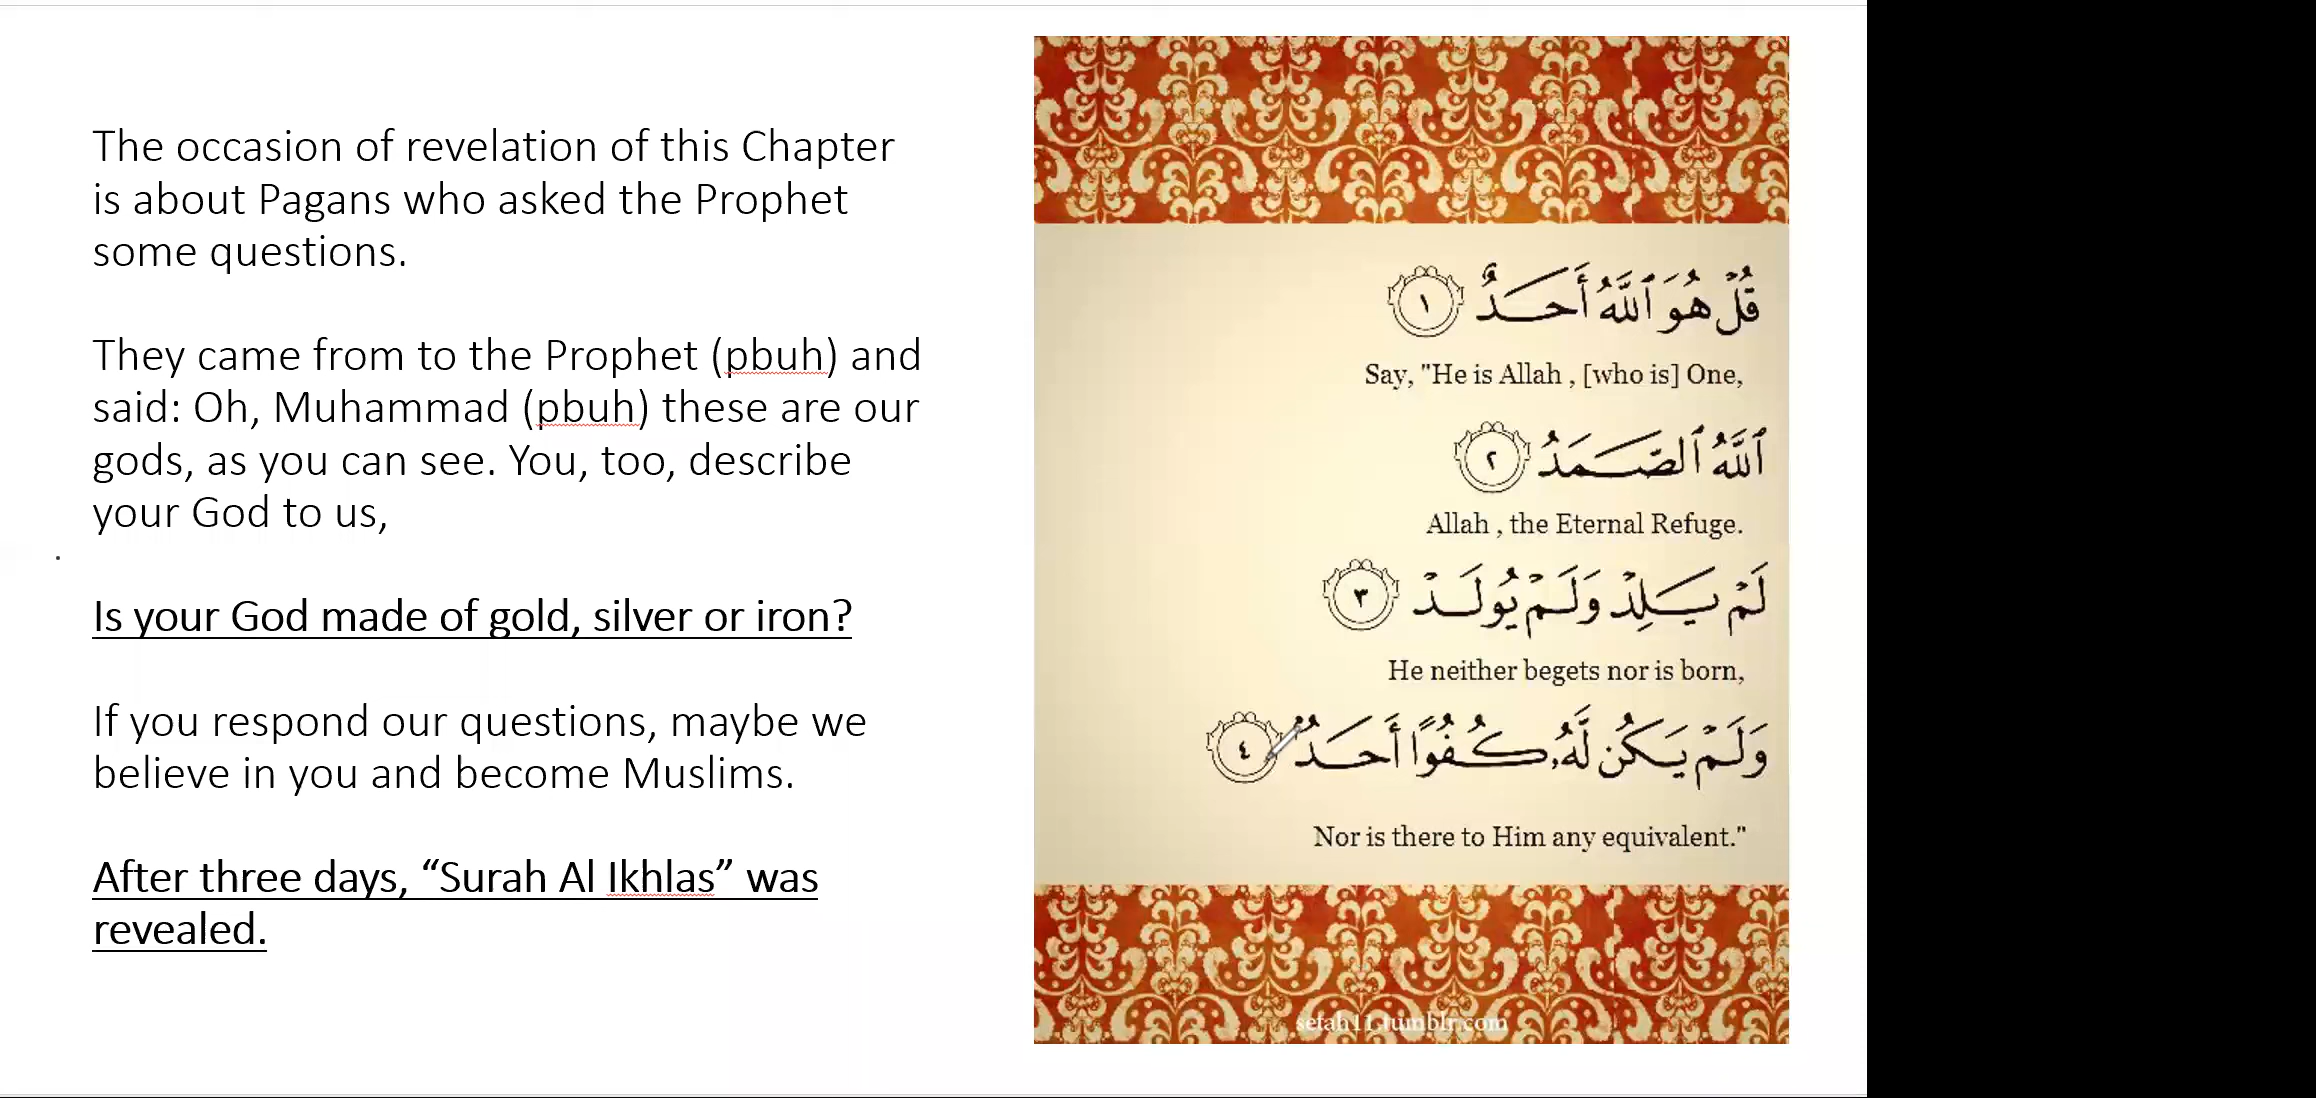 The occasion of revelation of this Chapter
is about Pagans who asked the Prophet
some questions.
They came from to the Prophet (pbuh) and
said: Oh, Muhammad (pbuh) these are our
gods, as you can see. You, too, describe
your God to us,
.
Is your God made of gold, silver or iron?
If you respond our questions, maybe we
believe in you and become Muslims.
After three days, “Surah Al Ikhlas” was
revealed.
قُلْ هُوَ ٱللَّهُ أَحَدٌ ١
Say, "He is Allah , [who is] One,
ٱللَّهُ ٱلصَّمَدُ ٢
Allah , the Eternal Refuge.
لَمْ يَلِدْ وَلَمْ يُولَدْ ٣
He neither begets nor is born,
وَلَمْ يَكُن لَّهُۥ كُفُوًا أَحَدٌۢ ٤
Nor is there to Him any equivalent."
sefah11.tumblr.com